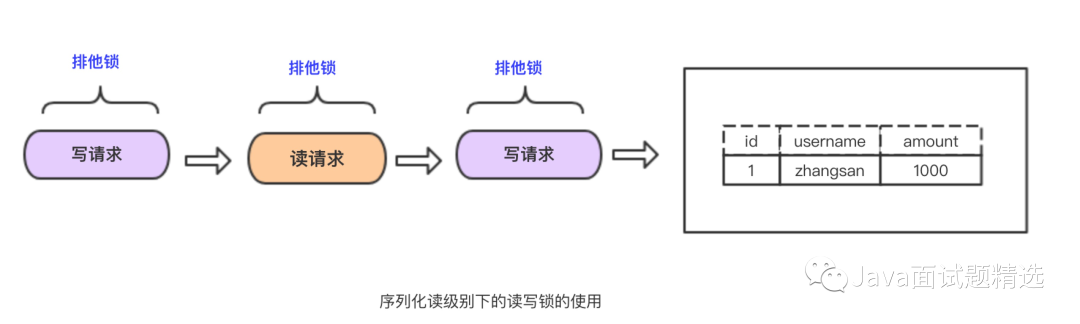 排他锁
排他锁
排他锁
写请求
读请求
写请求
id username amount
1 zhangsan 1000
Java面试题精选
序列化读级别下的读写锁的使用